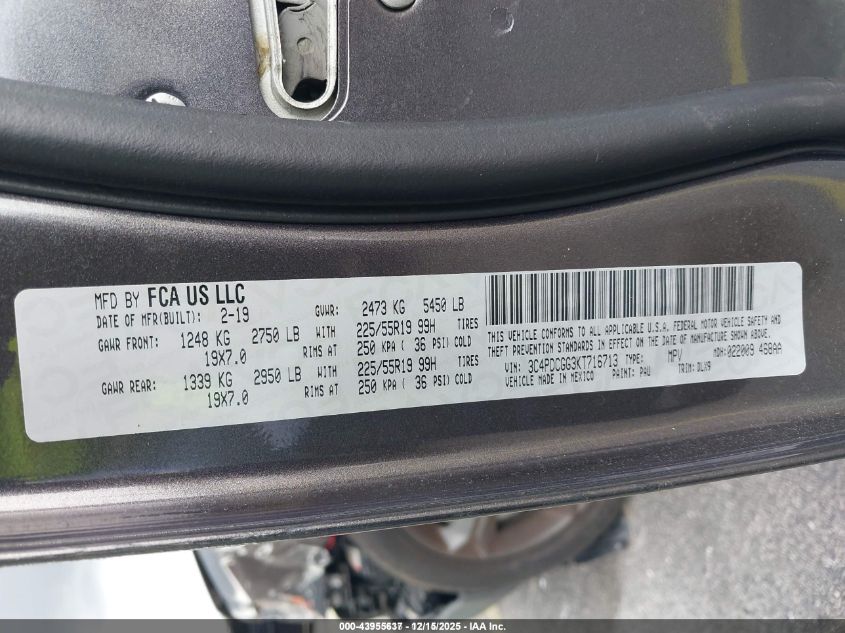 MFD BY FCA US LLC
DATE OF MFR(BUILT): 2-19 GVWR: 2473 KG 5450 LB
GAWR FRONT: 1248 KG 2750 LB WITH 225/55R19 99H TIRES
19X7.0 RIMS AT 250 KPA ( 36 PSI) COLD
GAWR REAR: 1339 KG 2950 LB WITH 225/55R19 99H TIRES
19X7.0 RIMS AT 250 KPA ( 36 PSI) COLD
THIS VEHICLE CONFORMS TO ALL APPLICABLE U.S.A. FEDERAL MOTOR VEHICLE SAFETY AND
THEFT PREVENTION STANDARDS IN EFFECT ON THE DATE OF MANUFACTURE SHOWN ABOVE.
VIN: 3C4PDCGG3KT716713 TYPE: MPV MDH: 022009 468AA
VEHICLE MADE IN MEXICO PAINT: PAU TRIM: DLX9
000-43955637 - 12/15/2025 - IAA Inc.